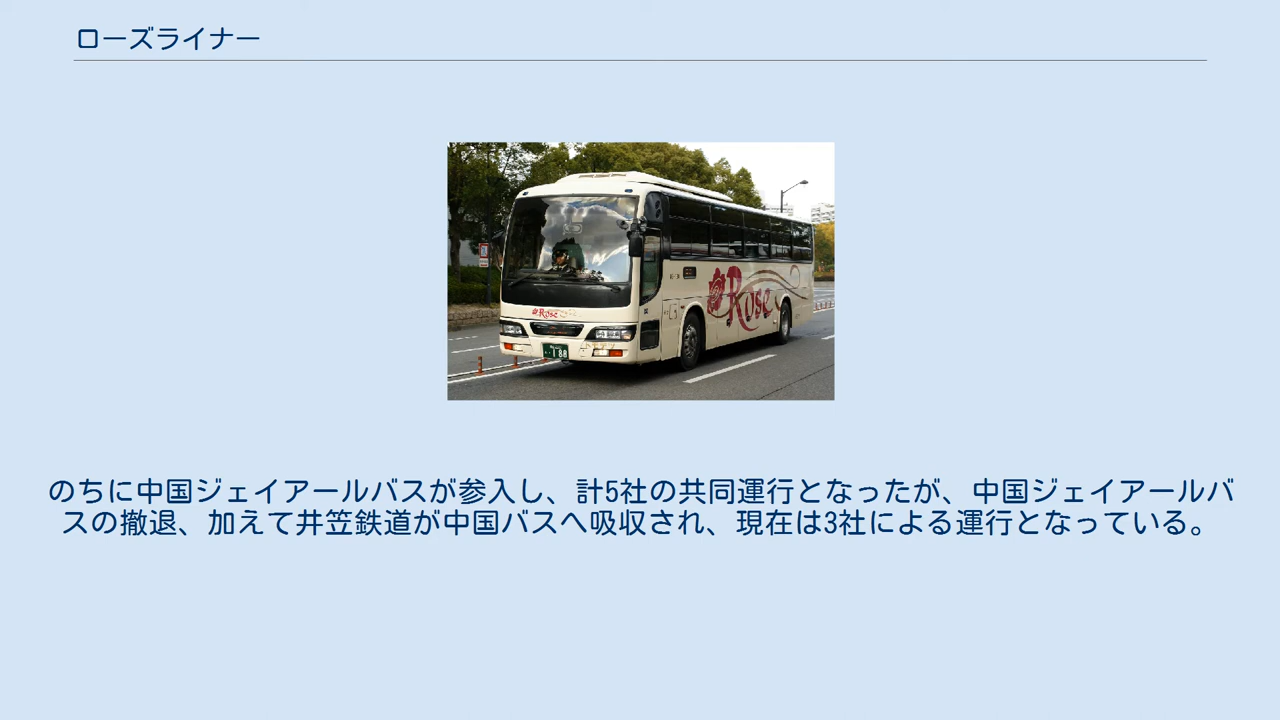 ローズライナー
Rose
Rose
188
のちに中国ジェイアールバスが参入し、計5社の共同運行となったが、中国ジェイアールバ
スの撤退、加えて井笠鉄道が中国バスへ吸収され、現在は3社による運行となっている。